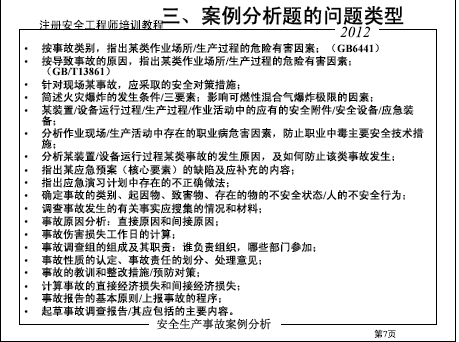 注册安全工程师培训教程
三、案例分析题的问题类型
2012
• 按事故类别，指出某类作业场所/生产过程的危险有害因素；（GB6441）
• 按导致事故的原因，指出某类作业场所/生产过程的危险有害因素；
（GB/T13861）
• 针对现场某事故，应采取的安全对策措施；
• 简述火灾爆炸的发生条件/三要素；影响可燃性混合气爆炸极限的因素；
• 某装置/设备运行过程/生产过程/作业活动中的应有的安全附件/安全设备/应急装
备；
• 分析作业现场/生产活动中存在的职业病危害因素，防止职业中毒主要安全技术措
施；
• 分析某装置/设备运行过程某类事故的发生原因，及如何防止该类事故发生；
• 指出某应急预案（核心要素）的缺陷及应补充的内容；
• 指出应急演习计划中存在的不正确做法；
• 确定事故的类别、起因物、致害物、存在的物的不安全状态/人的不安全行为；
• 调查事故发生的有关事实应搜集的情况和材料；
• 事故原因分析：直接原因和间接原因；
• 事故伤害损失工作日的计算；
• 事故调查组的组成及其职责：谁负责组织，哪些部门参加；
• 事故性质的认定、事故责任的划分、处理意见；
• 事故的教训和整改措施/预防对策；
• 计算事故的直接经济损失和间接经济损失；
• 事故报告的基本原则/上报事故的程序；
• 起草事故调查报告/其应包括的主要内容。
安全生产事故案例分析
第7页